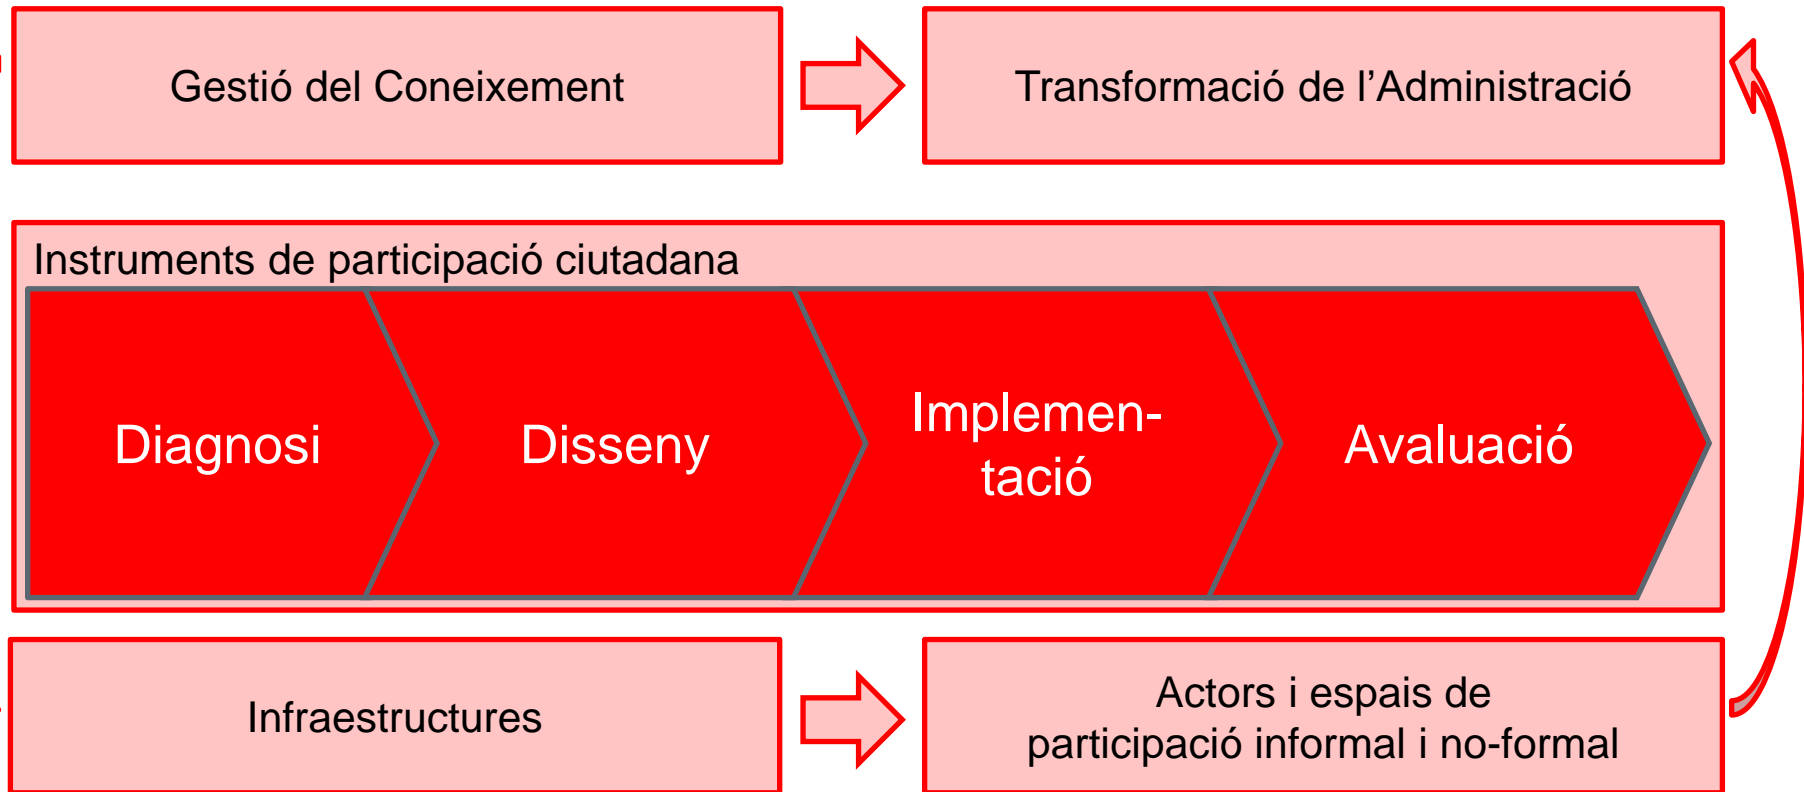 Gestió del Coneixement
Transformació de l’Administració
Instruments de participació ciutadana
Diagnosi
Disseny
Implemen-
tació
Avaluació
Infraestructures
Actors i espais de
participació informal i no-formal